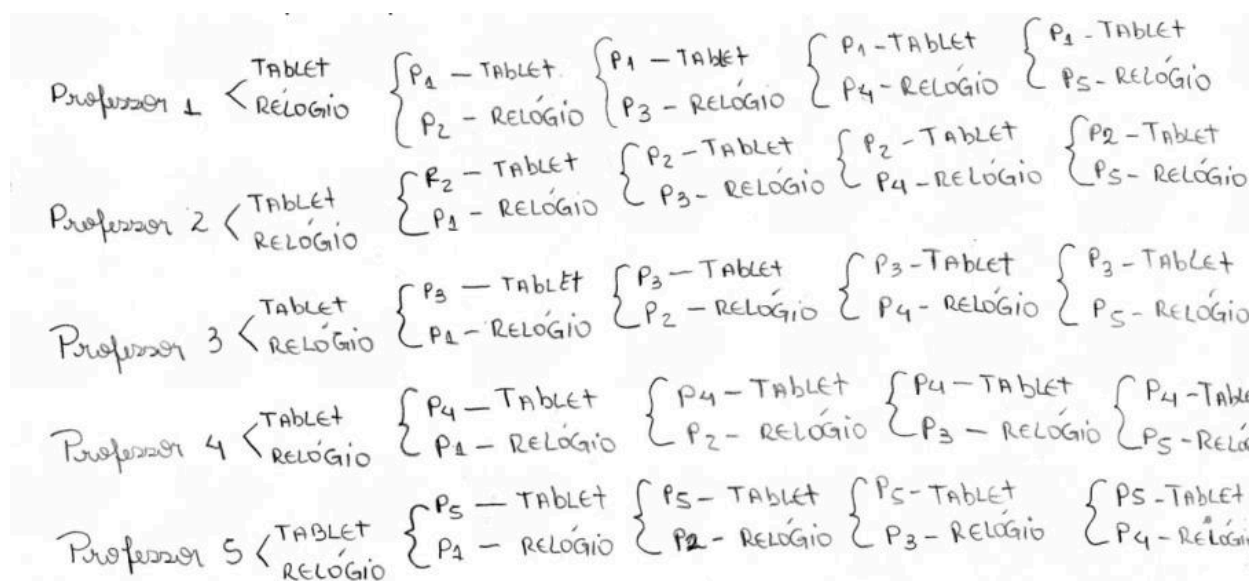 TABLET P1 — TABLET P1 — TABLET P1 - TABLET P1 - TABLET
Professor 1 < { { { {
RELÓGIO P2 - RELÓGIO P3 - RELÓGIO P4 - RELÓGIO P5 - RELÓGIO
TABLET P2 — TABLET P2 - TABLET P2 - TABLET P2 - TABLET
Professor 2 < { { { {
RELÓGIO P1 - RELÓGIO P3 - RELÓGIO P4 - RELÓGIO P5 - RELÓGIO
TABLET P3 — TABLET P3 — TABLET P3 - TABLET P3 - TABLET
Professor 3 < { { { {
RELÓGIO P1 - RELÓGIO P2 - RELÓGIO P4 - RELÓGIO P5 - RELÓGIO
TABLET P4 — TABLET P4 - TABLET P4 — TABLET P4 - TABLE
Professor 4 < { { { {
RELÓGIO P1 - RELÓGIO P2 - RELÓGIO P3 — RELÓGIO P5 - RELÓ
TABLET P5 — TABLET P5 - TABLET P5 - TABLET P5 - TABLET
Professor 5 < { { { {
RELÓGIO P1 — RELÓGIO P2 - RELÓGIO P3 - RELÓGIO P4 - RELÓGI